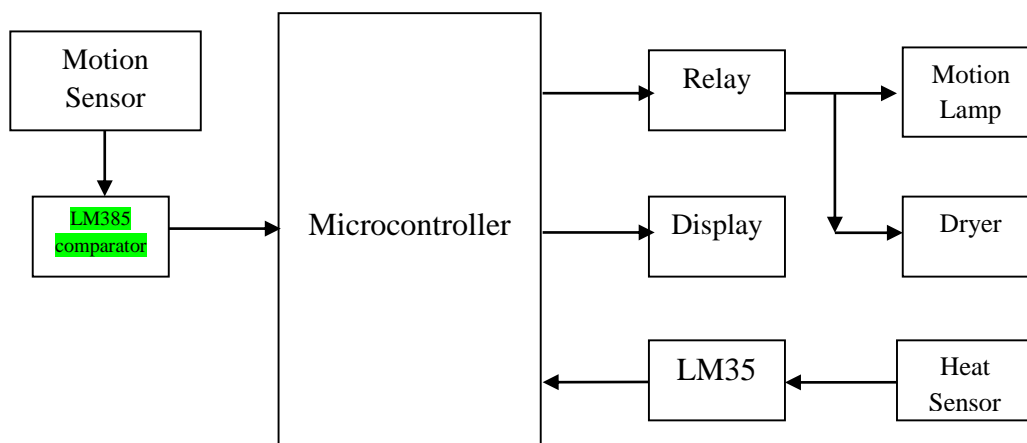 Motion
Sensor
LM385
comparator
Microcontroller
Relay
Display
LM35
Motion
Lamp
Dryer
Heat
Sensor